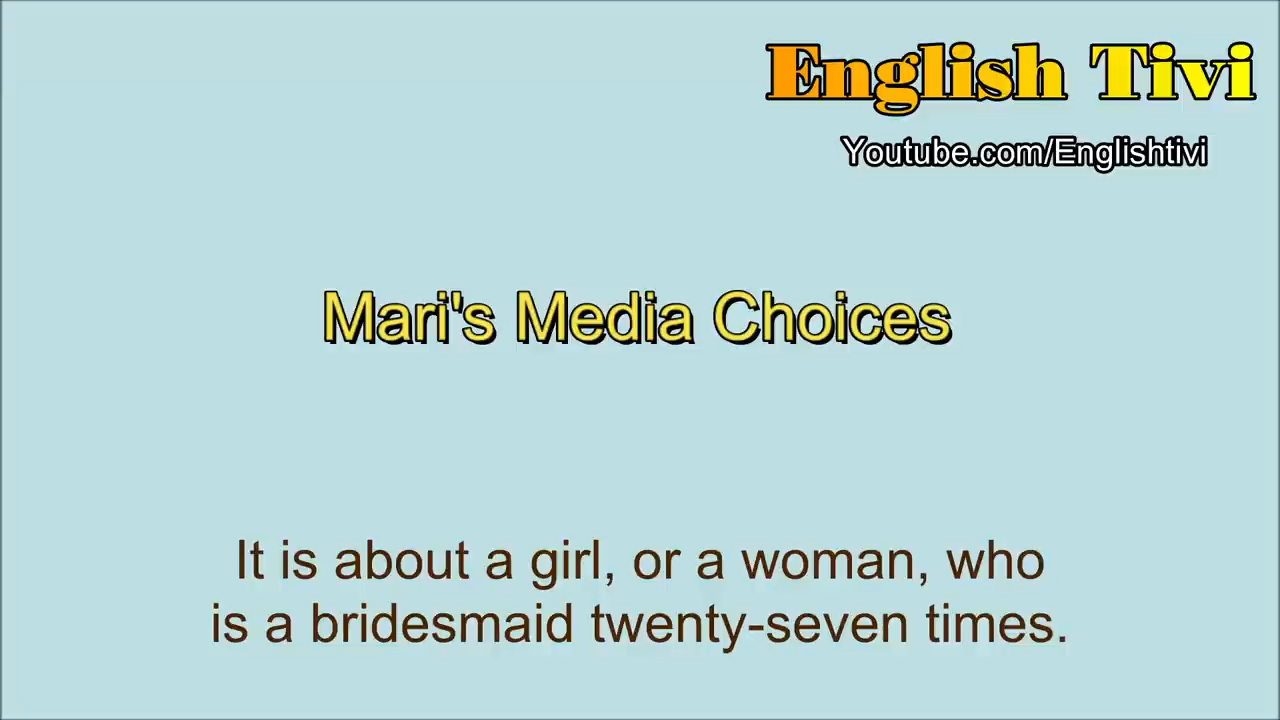 English Tivi
Youtube.com/Englishtivi
Mari's Media Choices
It is about a girl, or a woman, who
is a bridesmaid twenty-seven times.